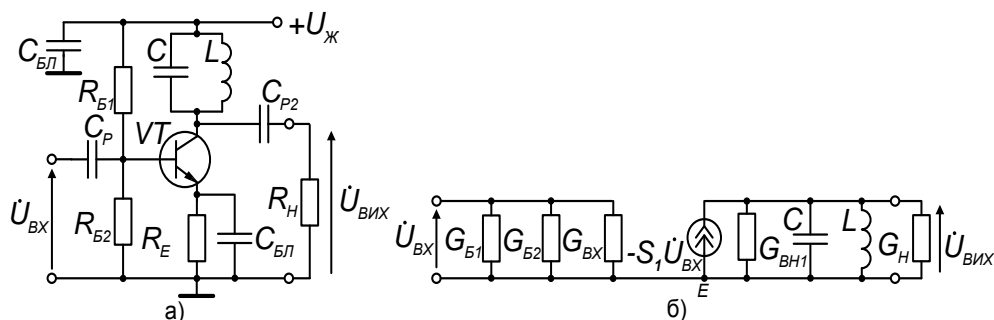 +U_Ж
C_БЛ
C
L
R_Б1
C_Р2
C_Р
VT
U̇_ВХ
R_Б2
R_Е
C_БЛ
R_Н
U̇_ВИХ
а)
U̇_ВХ
G_Б1
G_Б2
G_ВХ
-S_1U̇_ВХ
E
G_ВН1
C
L
G_Н
U̇_ВИХ
б)